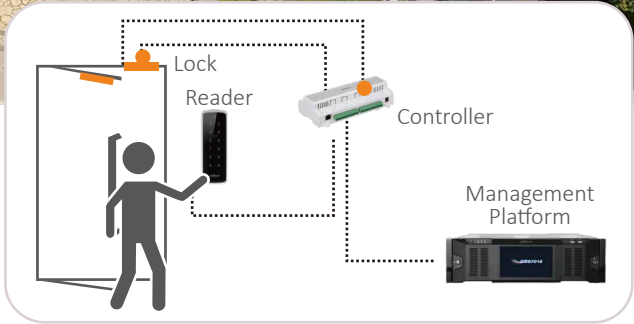 Lock
Reader
Controller
Management
Platform